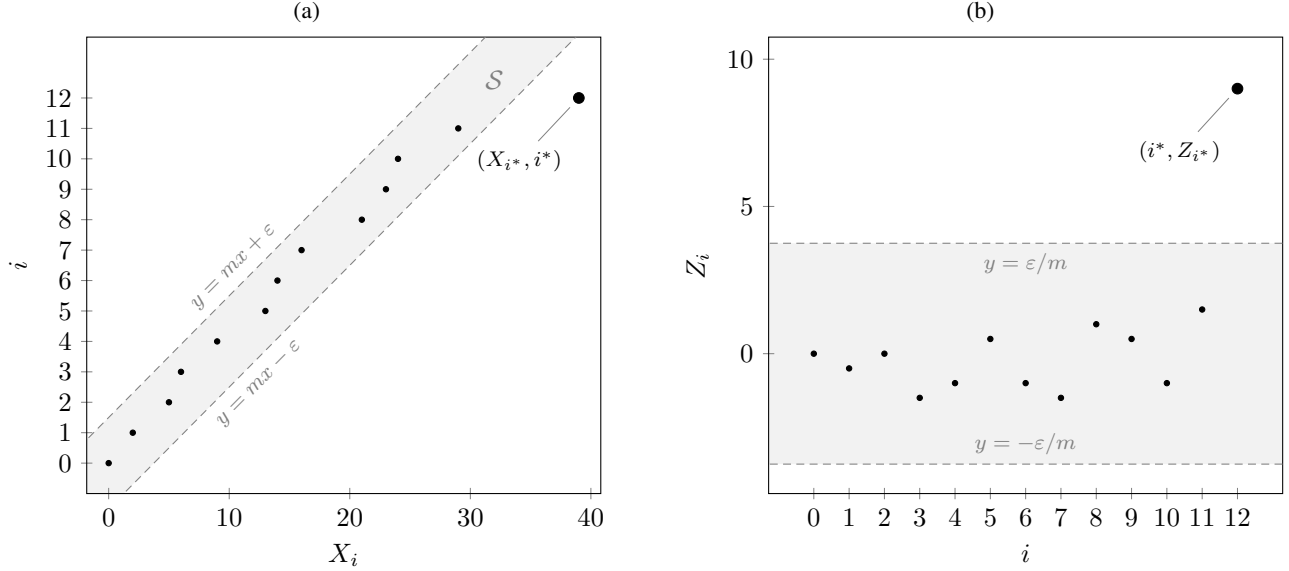 (a)
12
11
10
9
8
7
6
5
4
3
2
1
0
i
0 10 20 30 40
X_i
S
(X_{i*}, i*)
y = mx + ε
y = mx − ε
(b)
10
5
0
Z_i
0 1 2 3 4 5 6 7 8 9 10 11 12
i
(i*, Z_{i*})
y = ε/m
y = −ε/m